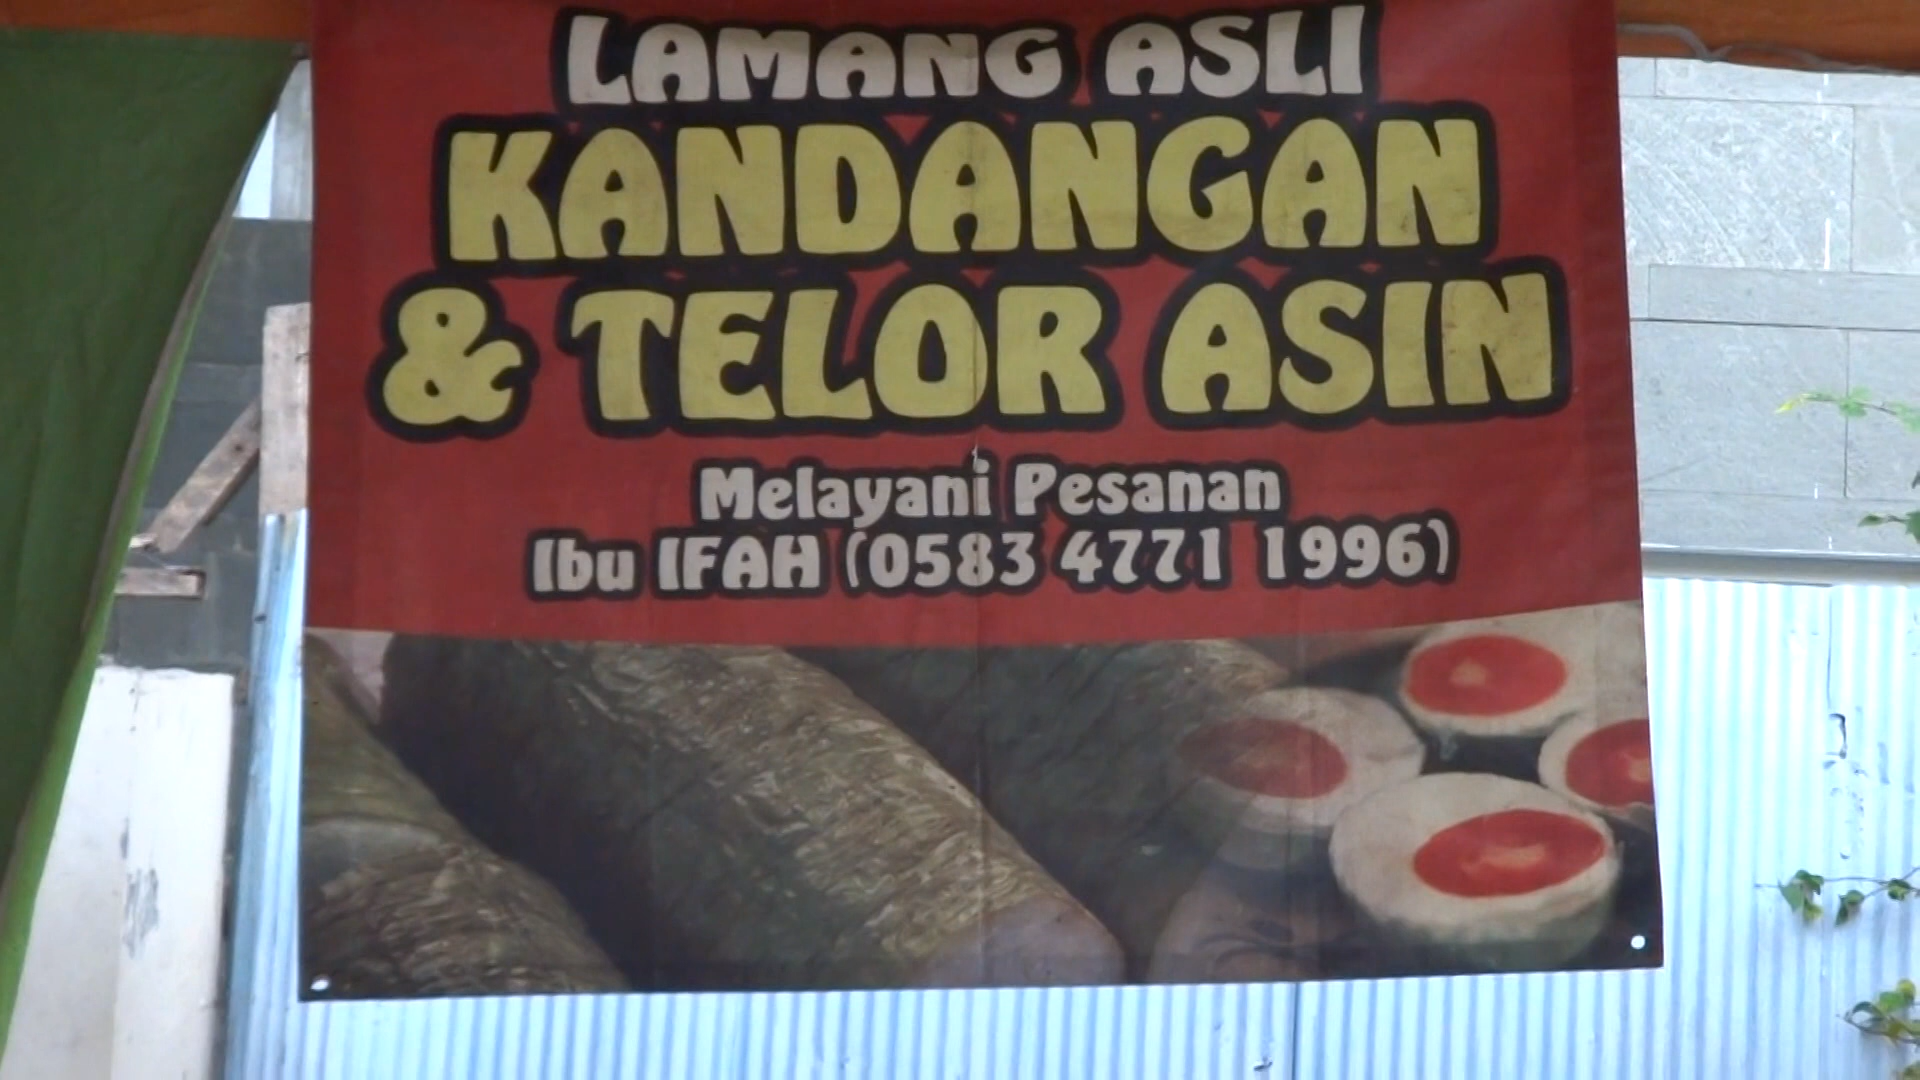 LAMANG ASLI
KANDANGAN
& TELOR ASIN
Melayani Pesanan
Ibu IFAH (0583 4771 1996)